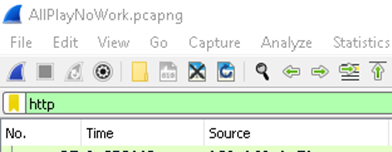 AllPlayNoWork.pcapng
File Edit View Go Capture Analyze Statistics
http
No. Time Source